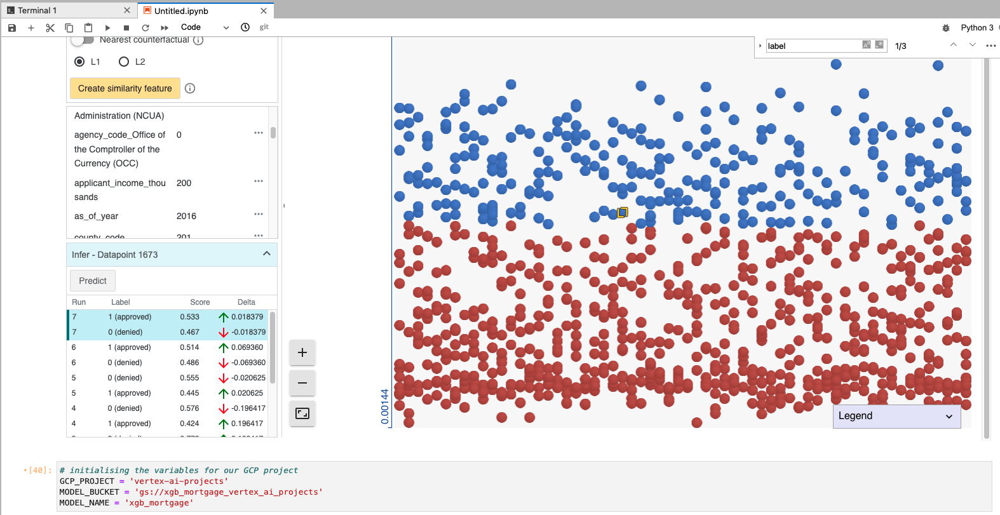 Terminal 1
Untitled.ipynb
Code
git
Python 3
Nearest counterfactual
label
1/3
L1
L2
Create similarity feature
Administration (NCUA)
agency_code_Office of 0
the Comptroller of the
Currency (OCC)
applicant_income_thou 200
sands
as_of_year 2016
county_code 201
Infer - Datapoint 1673
Predict
Run Label Score Delta
7 1 (approved) 0.533 0.018379
7 0 (denied) 0.467 -0.018379
6 1 (approved) 0.514 0.069360
6 0 (denied) 0.486 -0.069360
5 0 (denied) 0.555 -0.020625
5 1 (approved) 0.445 0.020625
4 0 (denied) 0.576 -0.196417
4 1 (approved) 0.424 0.196417
0.00144
Legend
[40]: # initialising the variables for our GCP project
GCP_PROJECT = 'vertex-ai-projects'
MODEL_BUCKET = 'gs://xgb_mortgage_vertex_ai_projects'
MODEL_NAME = 'xgb_mortgage'